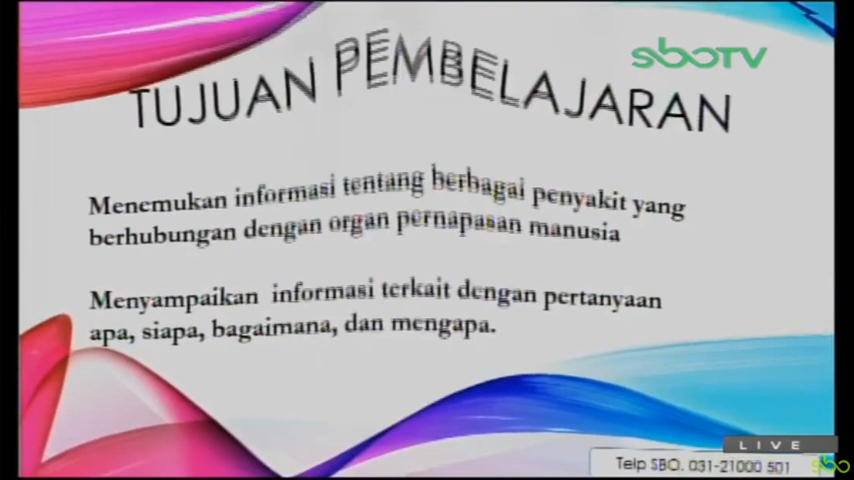 sboTV
TUJUAN PEMBELAJARAN
Menemukan informasi tentang berbagai penyakit yang
berhubungan dengan organ pernapasan manusia
Menyampaikan informasi terkait dengan pertanyaan
apa, siapa, bagaimana, dan mengapa.
LIVE
Telp SBO. 031-21000 501
sbo